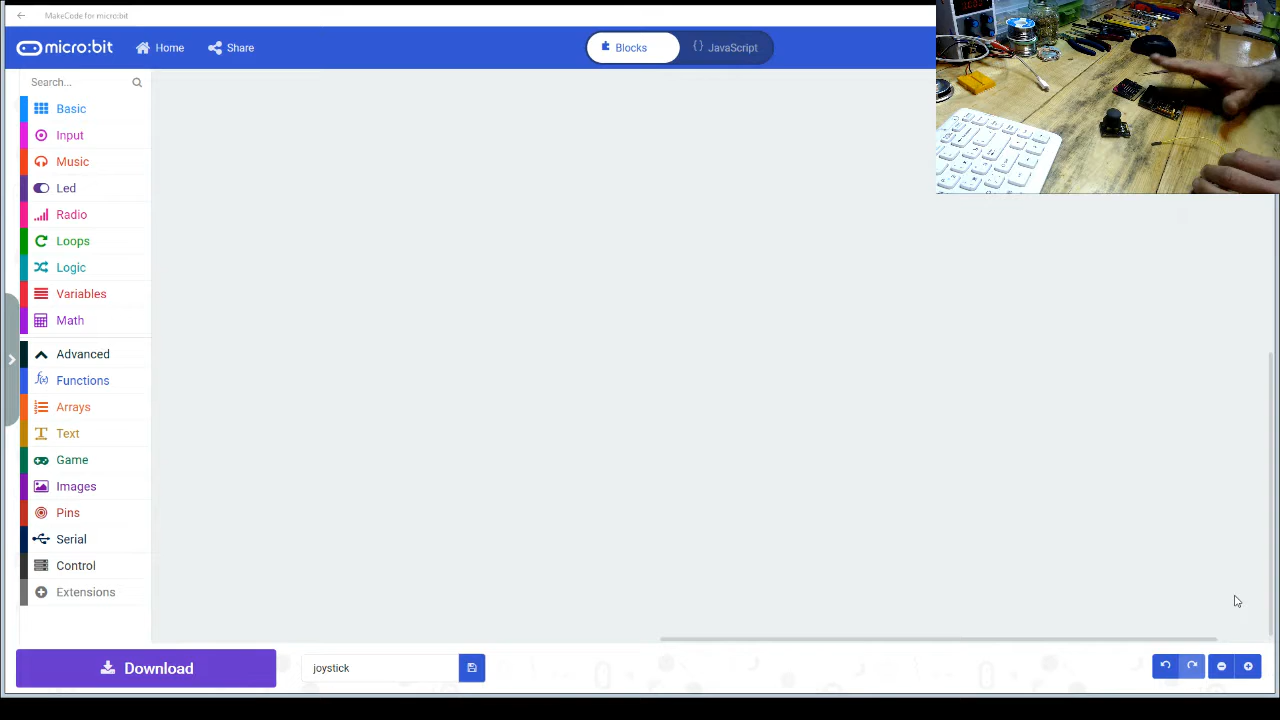 MakeCode for micro:bit
micro:bit
Home
Share
Blocks
{} JavaScript
Search...
Basic
Input
Music
Led
Radio
Loops
Logic
Variables
Math
Advanced
f(x) Functions
Arrays
Text
Game
Images
Pins
Serial
Control
Extensions
Download
joystick